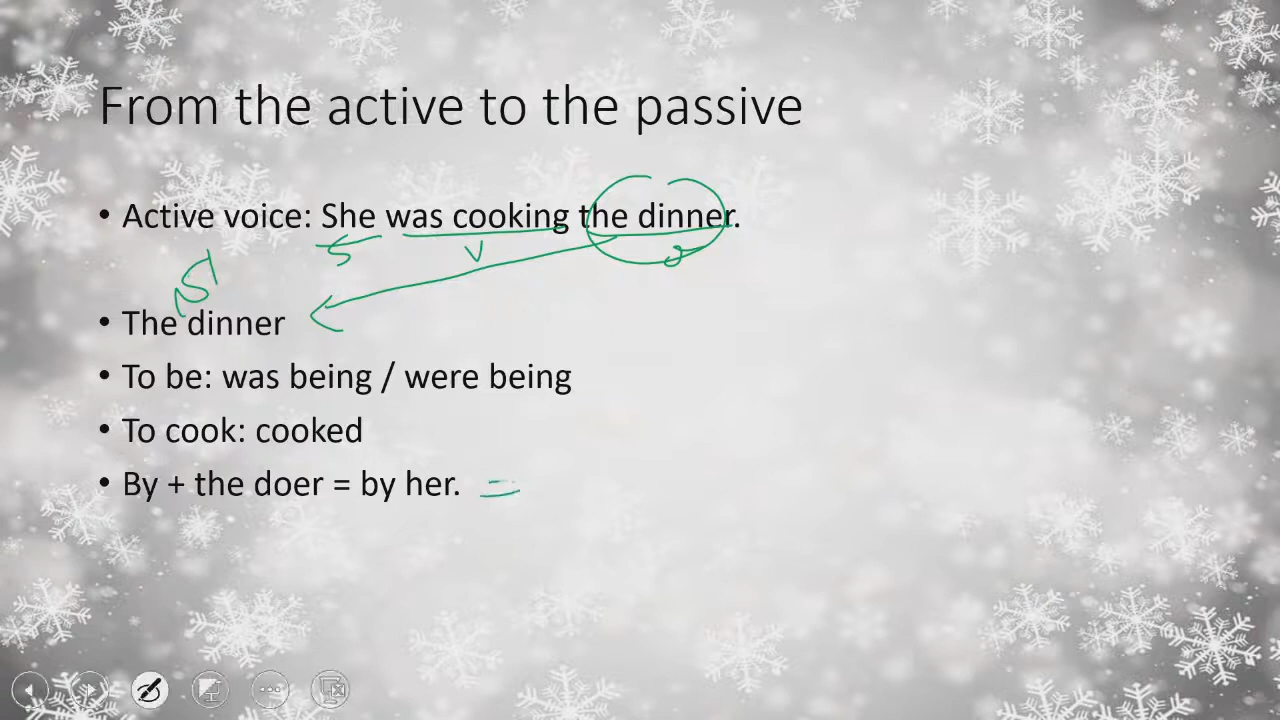 From the active to the passive
• Active voice: She was cooking the dinner.
S V O
S
• The dinner
• To be: was being / were being
• To cook: cooked
• By + the doer = by her. =